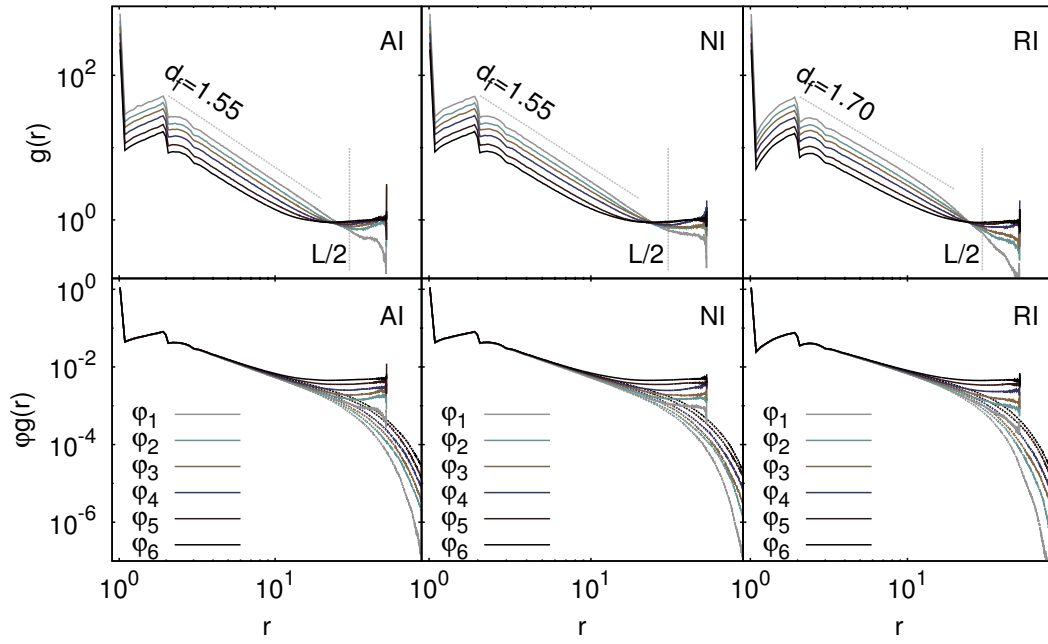 AI
NI
RI
d_f=1.55
d_f=1.55
d_f=1.70
10^2
10^0
g(r)
L/2
L/2
L/2
10^0
10^-2
10^-4
10^-6
φg(r)
AI
NI
RI
φ_1
φ_2
φ_3
φ_4
φ_5
φ_6
φ_1
φ_2
φ_3
φ_4
φ_5
φ_6
φ_1
φ_2
φ_3
φ_4
φ_5
φ_6
10^0
10^1
10^0
10^1
10^0
10^1
r
r
r